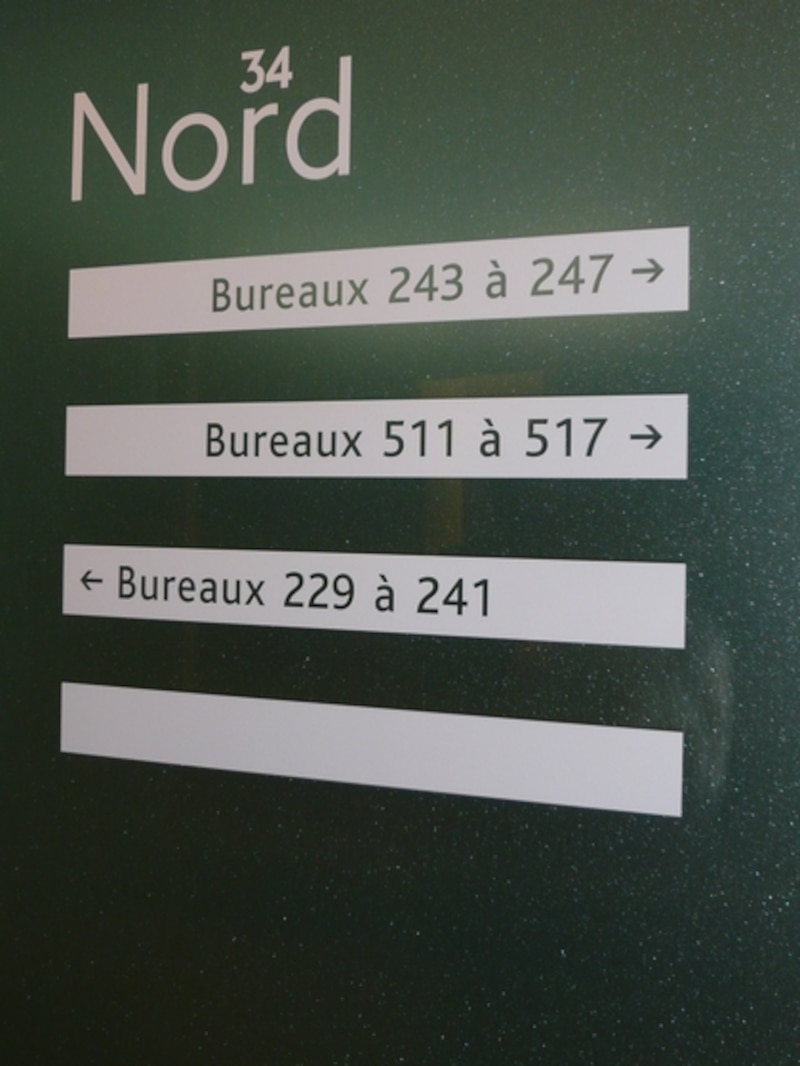 34
Nord
Bureaux 243 à 247 →
Bureaux 511 à 517 →
← Bureaux 229 à 241